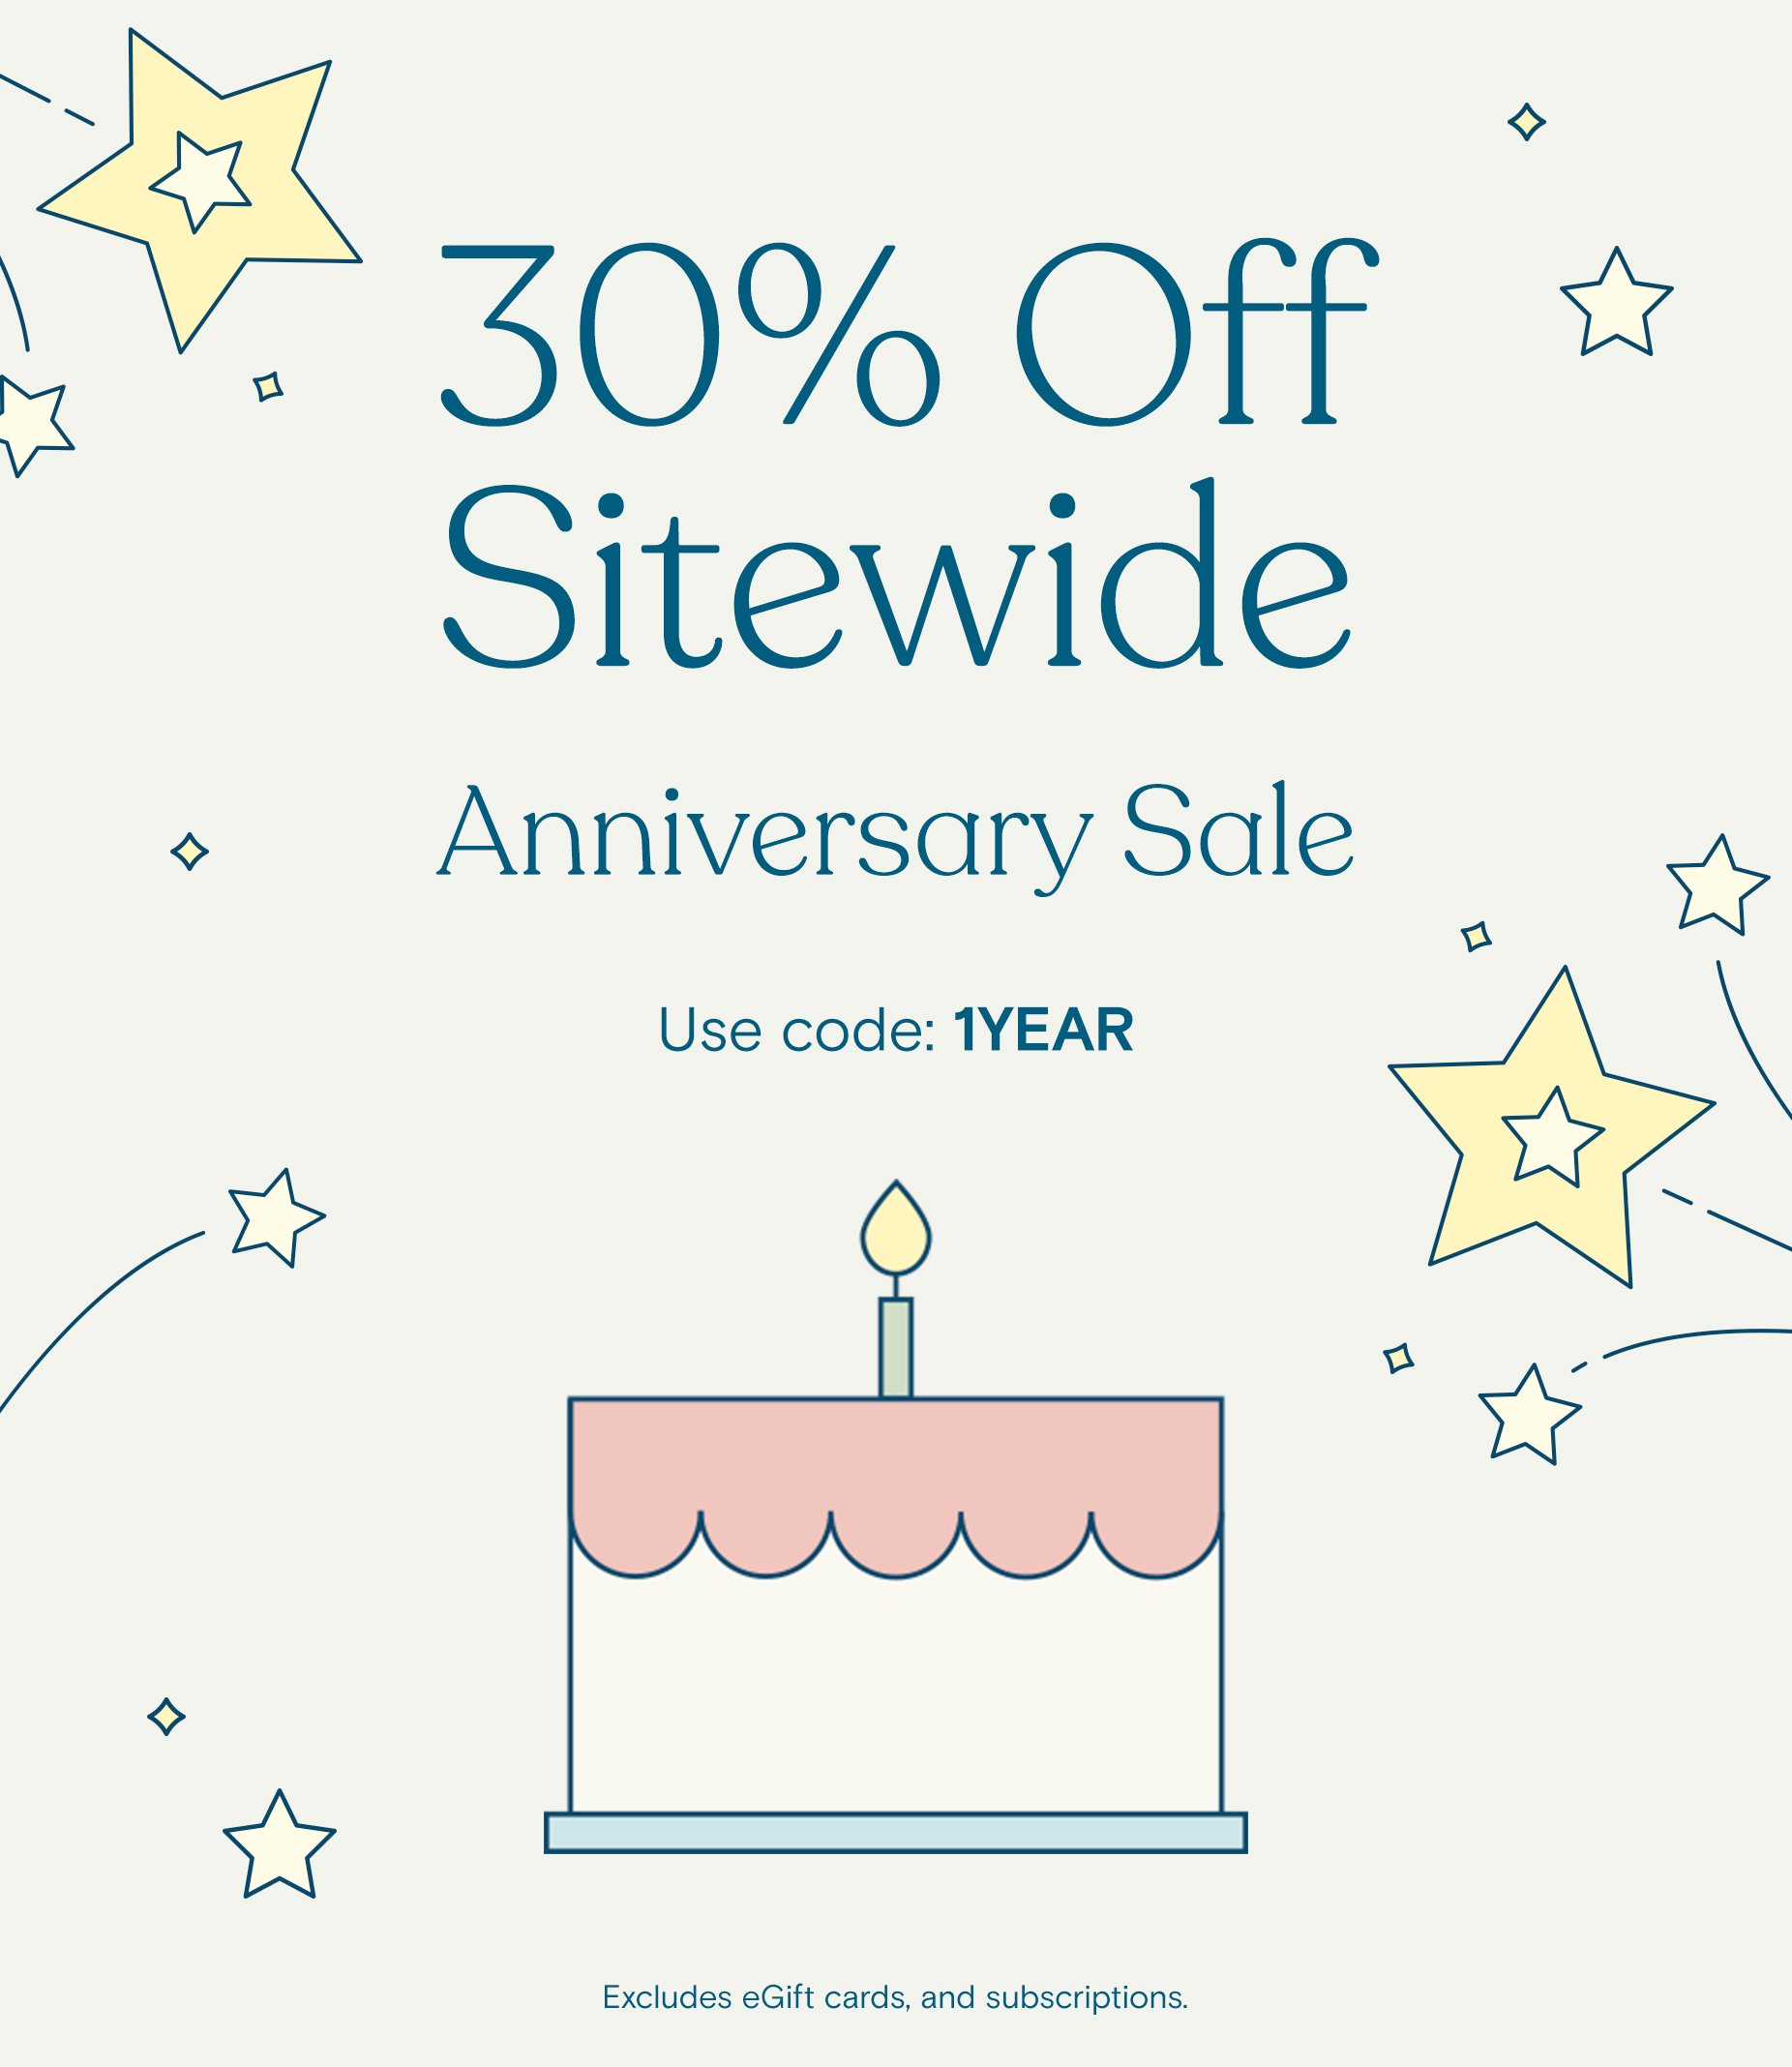 30% Off
Sitewide
Anniversary Sale
Use code: 1YEAR
Excludes eGift cards, and subscriptions.